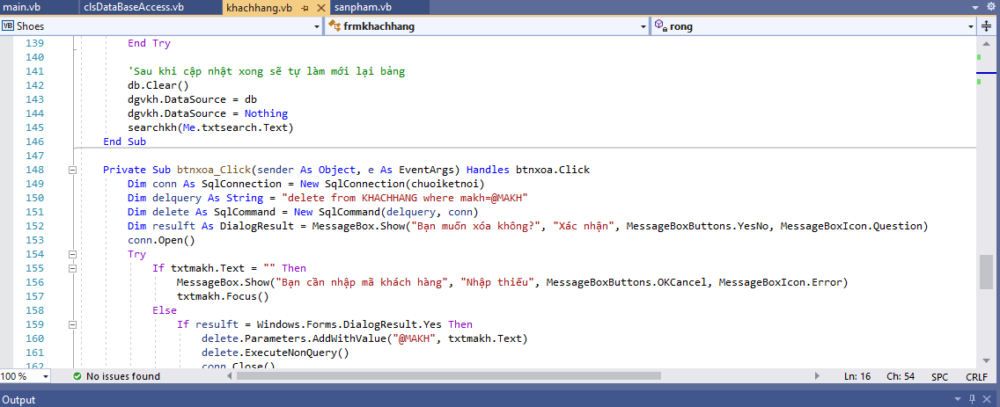 main.vb clsDataBaseAccess.vb khachhang.vb sanpham.vb
VB Shoes frmkhachhang rong
139 End Try
140
141 'Sau khi cập nhật xong sẽ tự làm mới lại bảng
142 db.Clear()
143 dgvkh.DataSource = db
144 dgvkh.DataSource = Nothing
145 searchkh(Me.txtsearch.Text)
146 End Sub
147
148 Private Sub btnxoa_Click(sender As Object, e As EventArgs) Handles btnxoa.Click
149 Dim conn As SqlConnection = New SqlConnection(chuoiketnoi)
150 Dim delquery As String = "delete from KHACHHANG where makh=@MAKH"
151 Dim delete As SqlCommand = New SqlCommand(delquery, conn)
152 Dim resulft As DialogResult = MessageBox.Show("Bạn muốn xóa không?", "Xác nhận", MessageBoxButtons.YesNo, MessageBoxIcon.Question)
153 conn.Open()
154 Try
155 If txtmakh.Text = "" Then
156 MessageBox.Show("Bạn cần nhập mã khách hàng", "Nhập thiếu", MessageBoxButtons.OKCancel, MessageBoxIcon.Error)
157 txtmakh.Focus()
158 Else
159 If resulft = Windows.Forms.DialogResult.Yes Then
160 delete.Parameters.AddWithValue("@MAKH", txtmakh.Text)
161 delete.ExecuteNonQuery()
162 conn.Close()
100 % No issues found Ln: 16 Ch: 54 SPC CRLF
Output